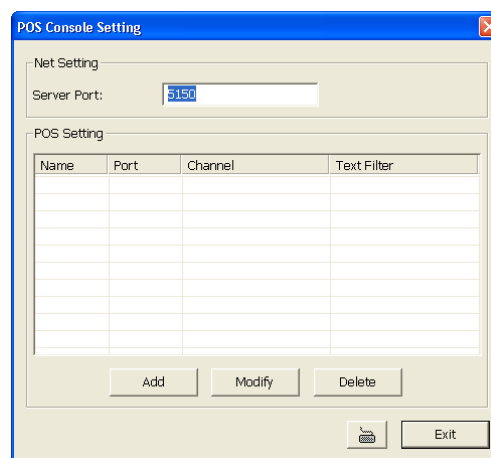 POS Console Setting
Net Setting
Server Port: 5150
POS Setting
Name Port Channel Text Filter
Add Modify Delete
Exit